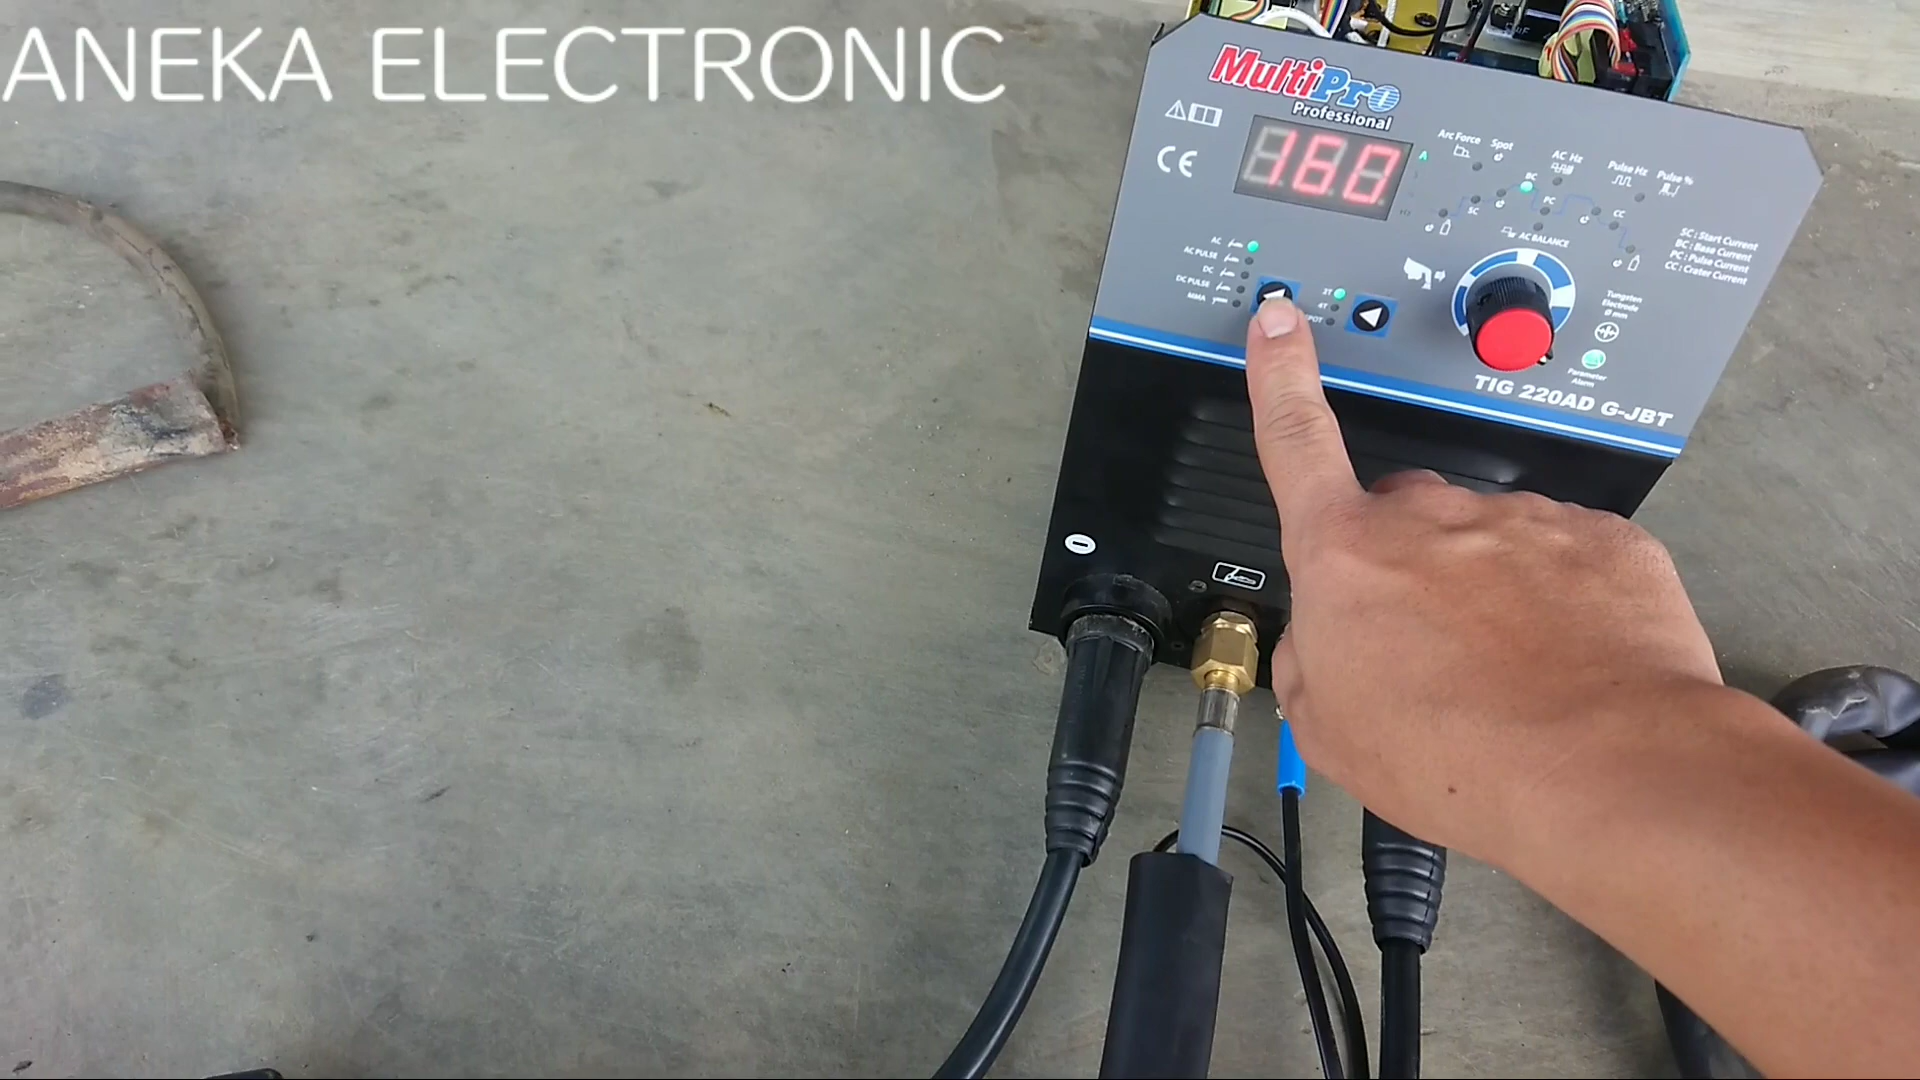 ANEKA ELECTRONIC
MultiPro
Professional
CE
160
A
Arc Force
Spot
AC Hz
Pulse Hz
Pulse %
BC
SC
PC
CC
AC BALANCE
SC : Start Current
BC : Base Current
PC : Pulse Current
CC : Crater Current
AC
AC PULSE
DC
DC PULSE
MMA
2T
4T
Tungsten
Electrode
Ø mm
Parameter
Alarm
TIG 220AD G-JBT